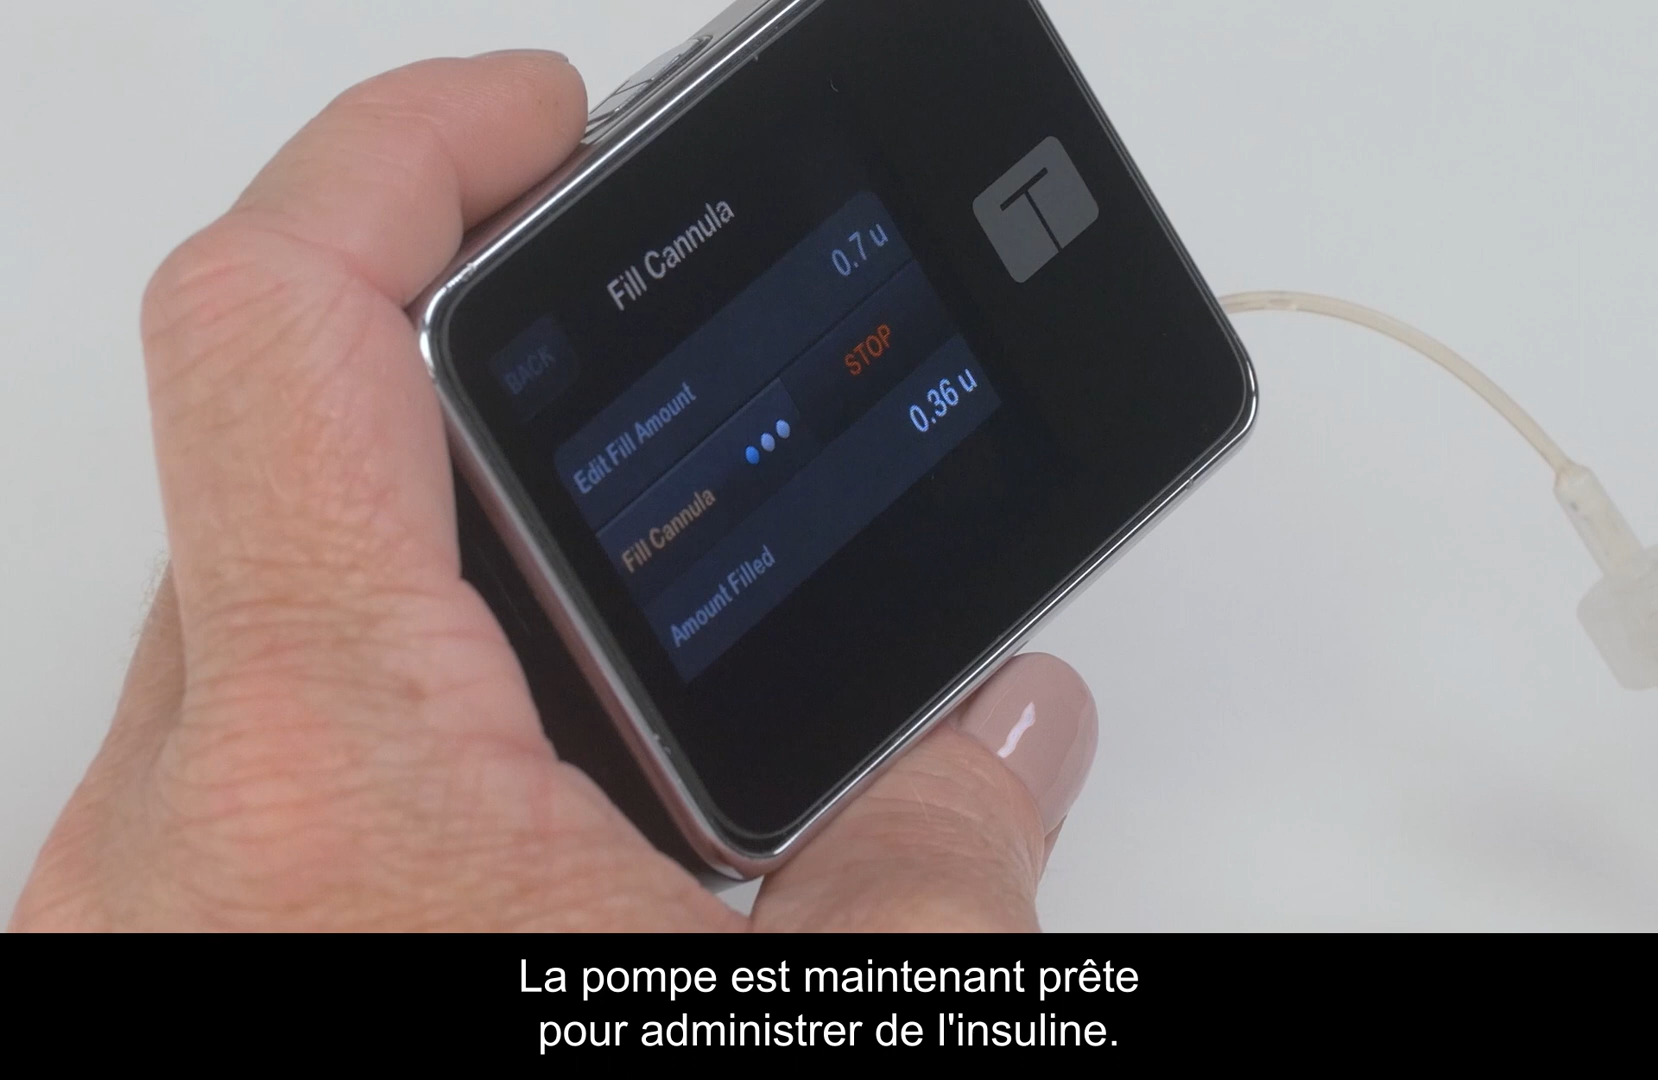 BACK
Fill Cannula
Edit Fill Amount 0.7 u
Fill Cannula STOP
Amount Filled 0.36 u
T
La pompe est maintenant prête
pour administrer de l'insuline.